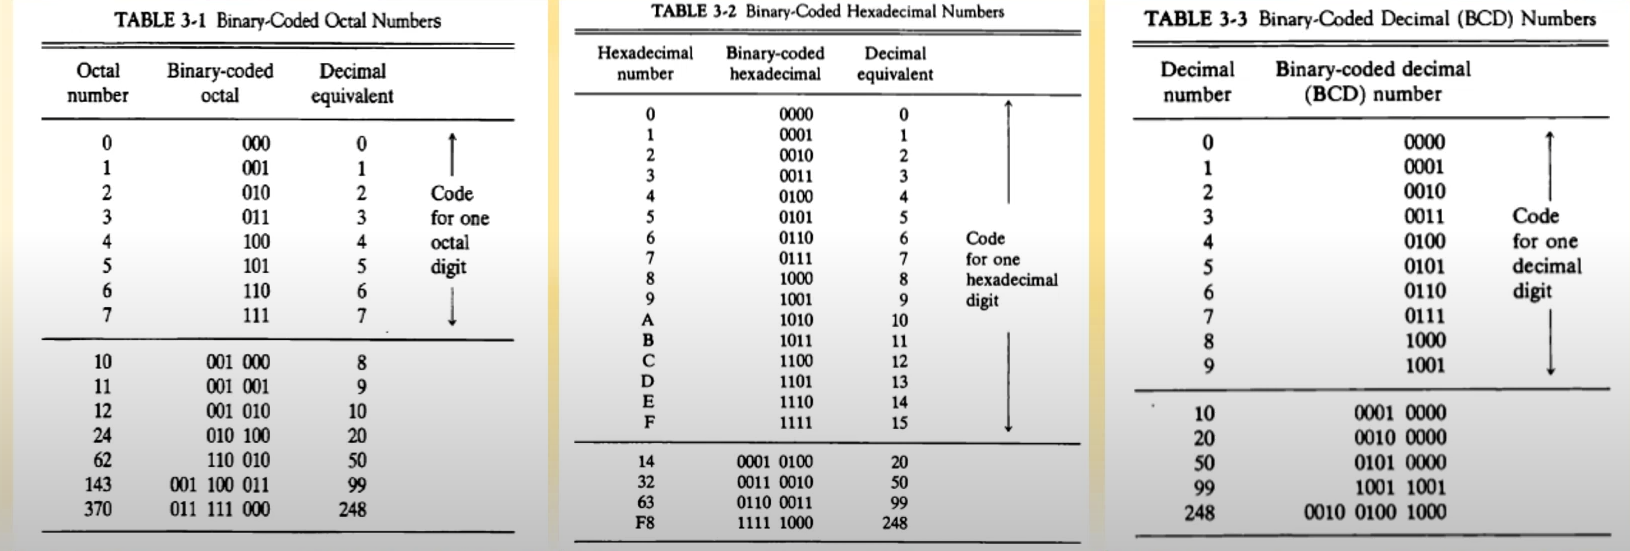 TABLE 3-1 Binary-Coded Octal Numbers
Octal number Binary-coded octal Decimal equivalent
0 000 0
1 001 1
2 010 2
3 011 3
4 100 4
5 101 5
6 110 6
7 111 7
Code
for one
octal
digit
10 001 000 8
11 001 001 9
12 001 010 10
24 010 100 20
62 110 010 50
143 001 100 011 99
370 011 111 000 248
TABLE 3-2 Binary-Coded Hexadecimal Numbers
Hexadecimal number Binary-coded hexadecimal Decimal equivalent
0 0000 0
1 0001 1
2 0010 2
3 0011 3
4 0100 4
5 0101 5
6 0110 6
7 0111 7
8 1000 8
9 1001 9
A 1010 10
B 1011 11
C 1100 12
D 1101 13
E 1110 14
F 1111 15
Code
for one
hexadecimal
digit
14 0001 0100 20
32 0011 0010 50
63 0110 0011 99
F8 1111 1000 248
TABLE 3-3 Binary-Coded Decimal (BCD) Numbers
Decimal number Binary-coded decimal (BCD) number
0 0000
1 0001
2 0010
3 0011
4 0100
5 0101
6 0110
7 0111
8 1000
9 1001
Code
for one
decimal
digit
10 0001 0000
20 0010 0000
50 0101 0000
99 1001 1001
248 0010 0100 1000